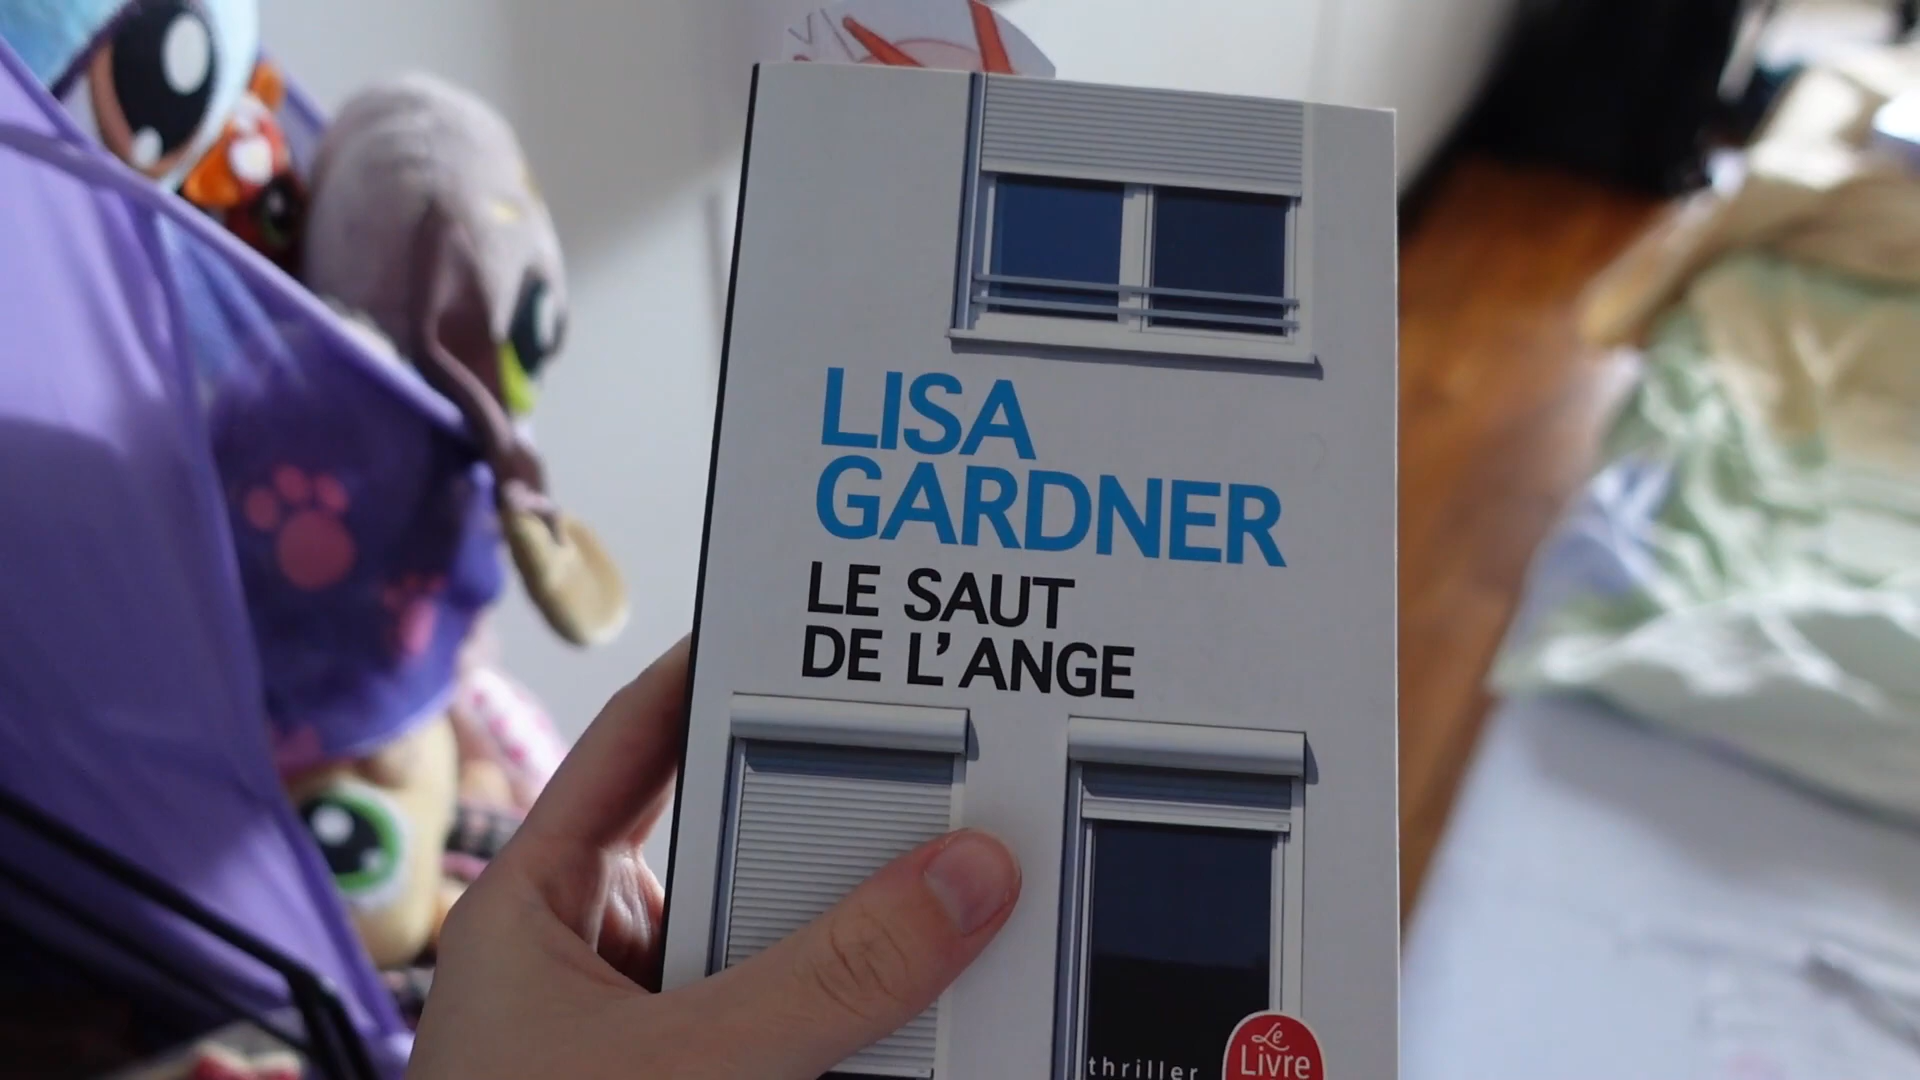 LISA
GARDNER
LE SAUT
DE L'ANGE
thriller
Le
Livre